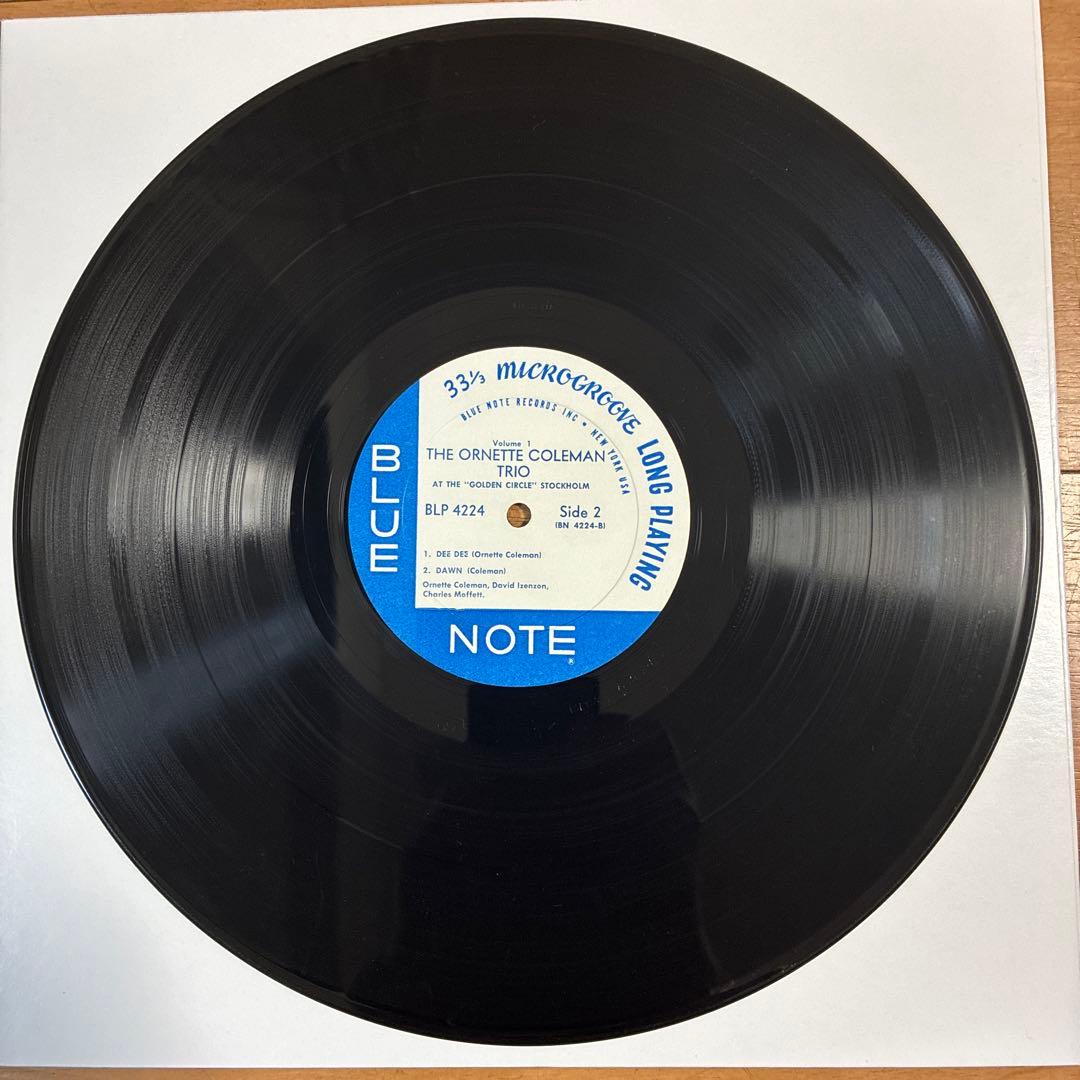 33⅓ MICROGROOVE LONG PLAYING
BLUE NOTE RECORDS INC • NEW YORK USA
Volume 1
THE ORNETTE COLEMAN
TRIO
AT THE "GOLDEN CIRCLE" STOCKHOLM
BLP 4224
Side 2
(BN 4224-B)
1. DEE DEE (Ornette Coleman)
2. DAWN (Coleman)
Ornette Coleman, David Izenzon,
Charles Moffett.
BLUE
NOTE
®